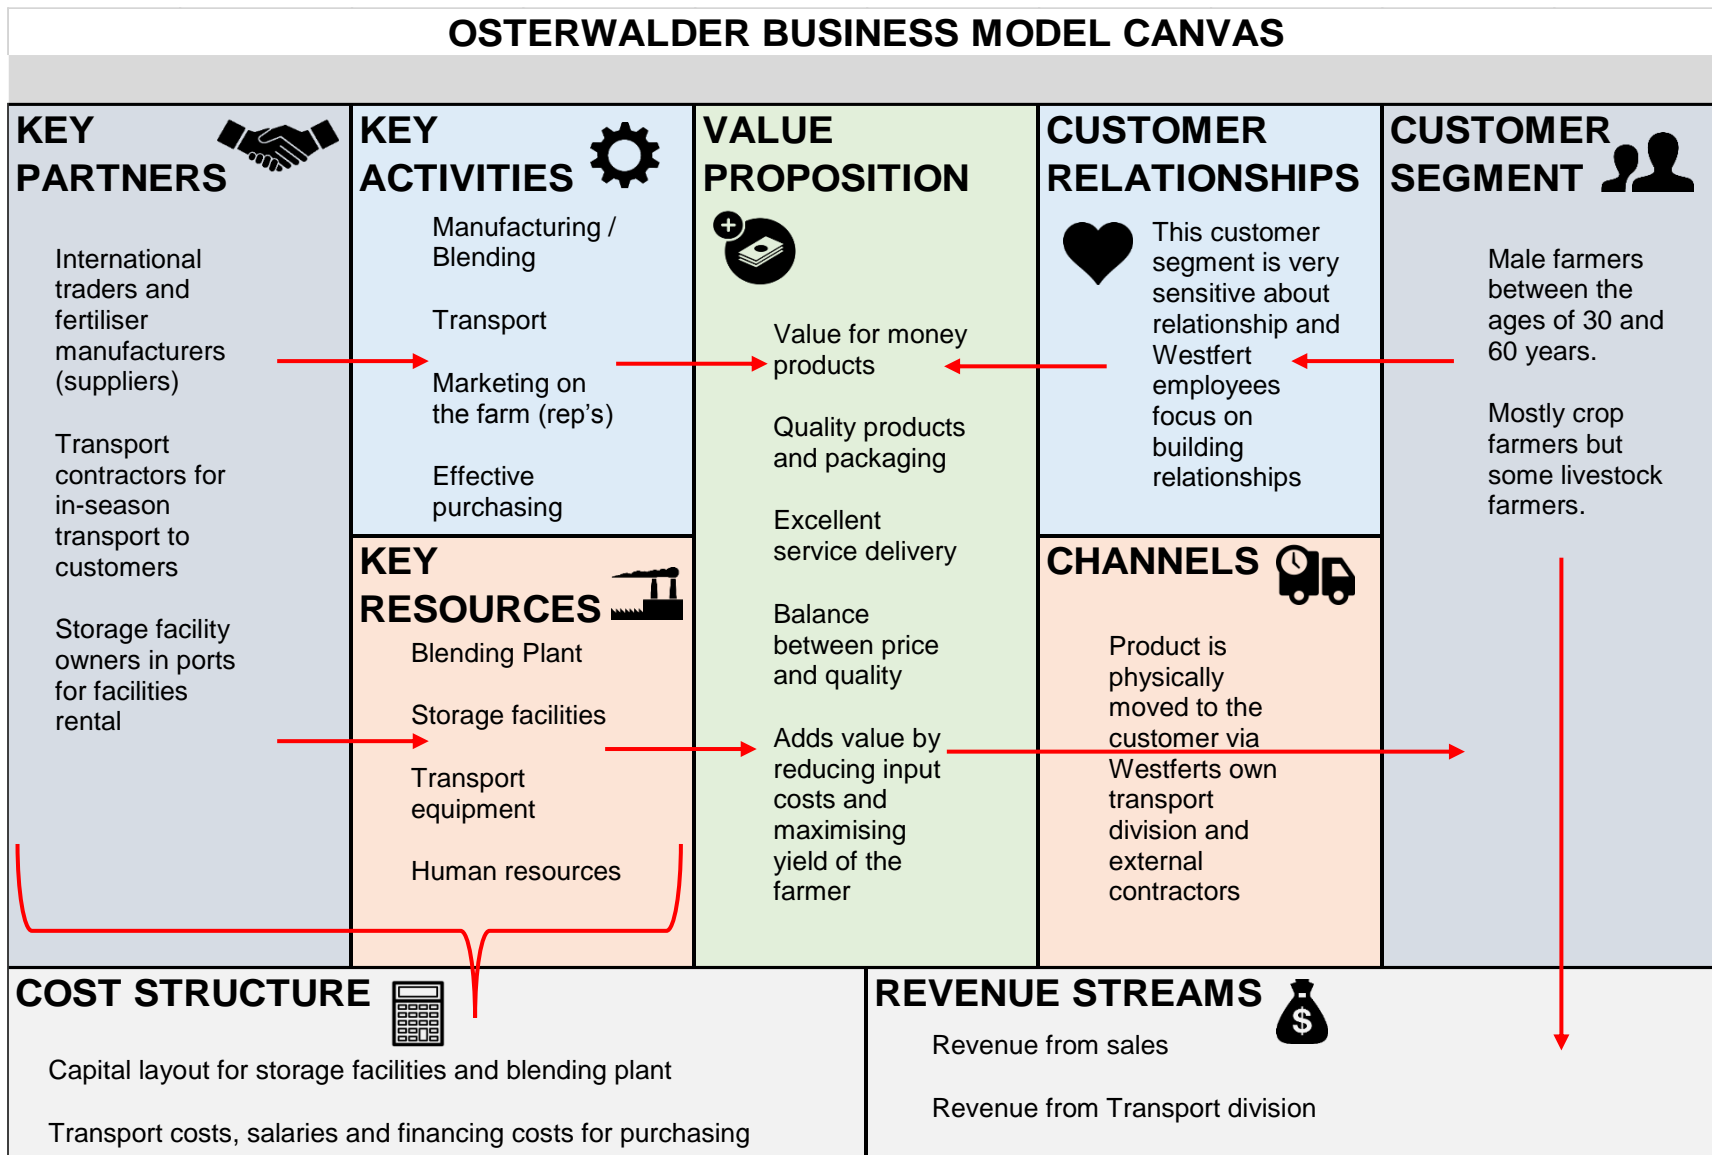 OSTERWALDER BUSINESS MODEL CANVAS
KEY
PARTNERS
International
traders and
fertiliser
manufacturers
(suppliers)
Transport
contractors for
in-season
transport to
customers
Storage facility
owners in ports
for facilities
rental
KEY
ACTIVITIES
Manufacturing /
Blending
Transport
Marketing on
the farm (rep's)
Effective
purchasing
KEY
RESOURCES
Blending Plant
Storage facilities
Transport
equipment
Human resources
VALUE
PROPOSITION
Value for money
products
Quality products
and packaging
Excellent
service delivery
Balance
between price
and quality
Adds value by
reducing input
costs and
maximising
yield of the
farmer
CUSTOMER
RELATIONSHIPS
This customer
segment is very
sensitive about
relationship and
Westfert
employees
focus on
building
relationships
CHANNELS
Product is
physically
moved to the
customer via
Westferts own
transport
division and
external
contractors
CUSTOMER
SEGMENT
Male farmers
between the
ages of 30 and
60 years.
Mostly crop
farmers but
some livestock
farmers.
COST STRUCTURE
Capital layout for storage facilities and blending plant
Transport costs, salaries and financing costs for purchasing
REVENUE STREAMS
$
Revenue from sales
Revenue from Transport division